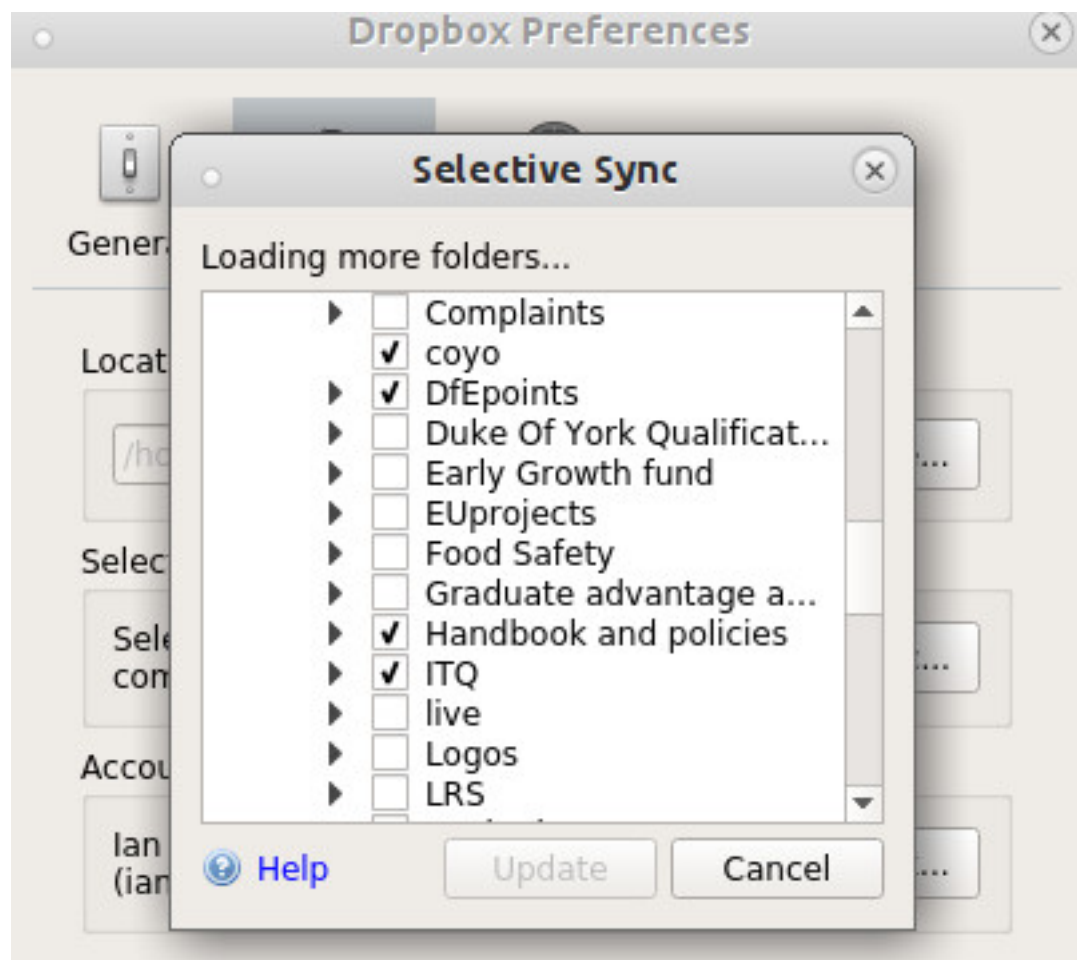 Dropbox Preferences
Selective Sync
Gener
Loading more folders...
Complaints
coyo
DfEpoints
Duke Of York Qualificat...
Early Growth fund
EUprojects
Food Safety
Graduate advantage a...
Handbook and policies
ITQ
live
Logos
LRS
Locat
/ho
...
Selec
Sele
com
...
Accou
Ian
(ian
...
Help
Update
Cancel